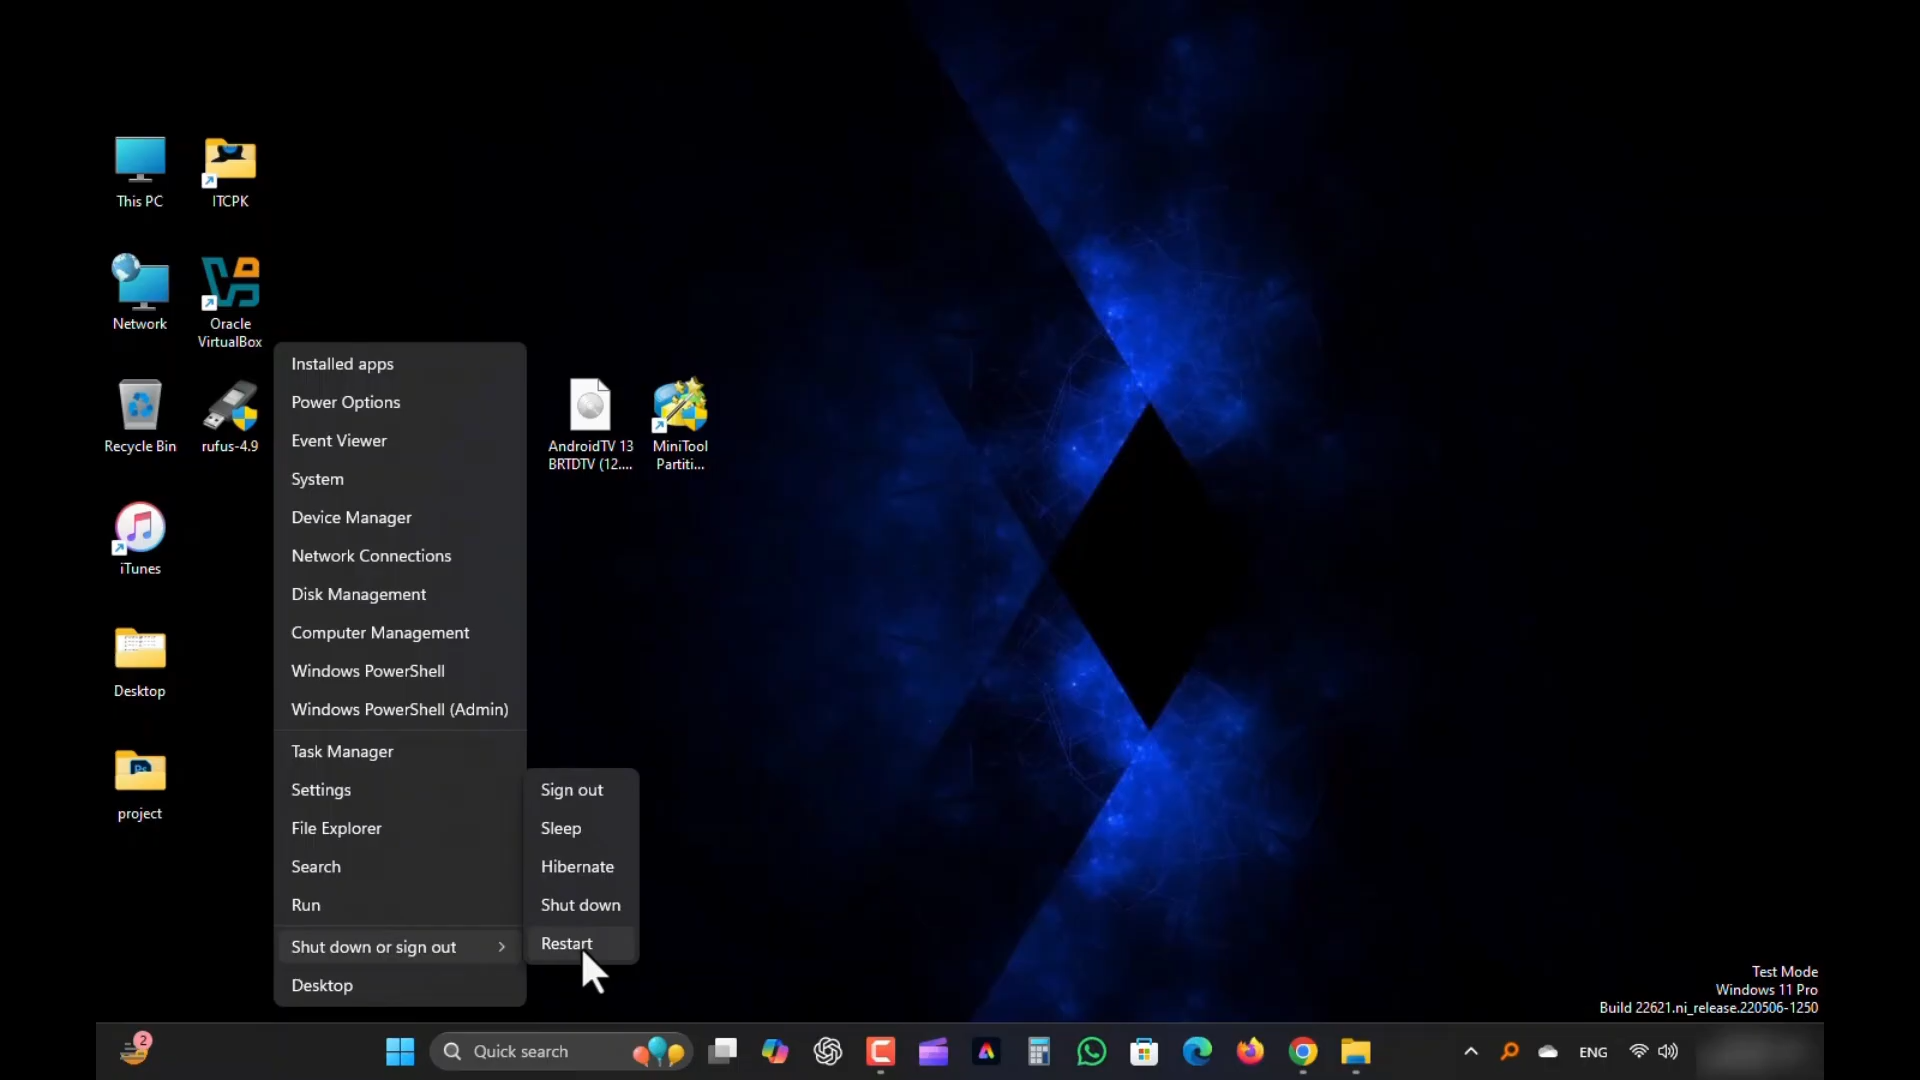 This PC
ITCPK
Network
Oracle
VirtualBox
Recycle Bin
rufus-4.9
AndroidTV 13
BRTDTV (12....
MiniTool
Partiti...
iTunes
Desktop
project
Installed apps
Power Options
Event Viewer
System
Device Manager
Network Connections
Disk Management
Computer Management
Windows PowerShell
Windows PowerShell (Admin)
Task Manager
Settings
File Explorer
Search
Run
Shut down or sign out
Desktop
Sign out
Sleep
Hibernate
Shut down
Restart
Test Mode
Windows 11 Pro
Build 22621.ni_release.220506-1250
2
Quick search
ENG